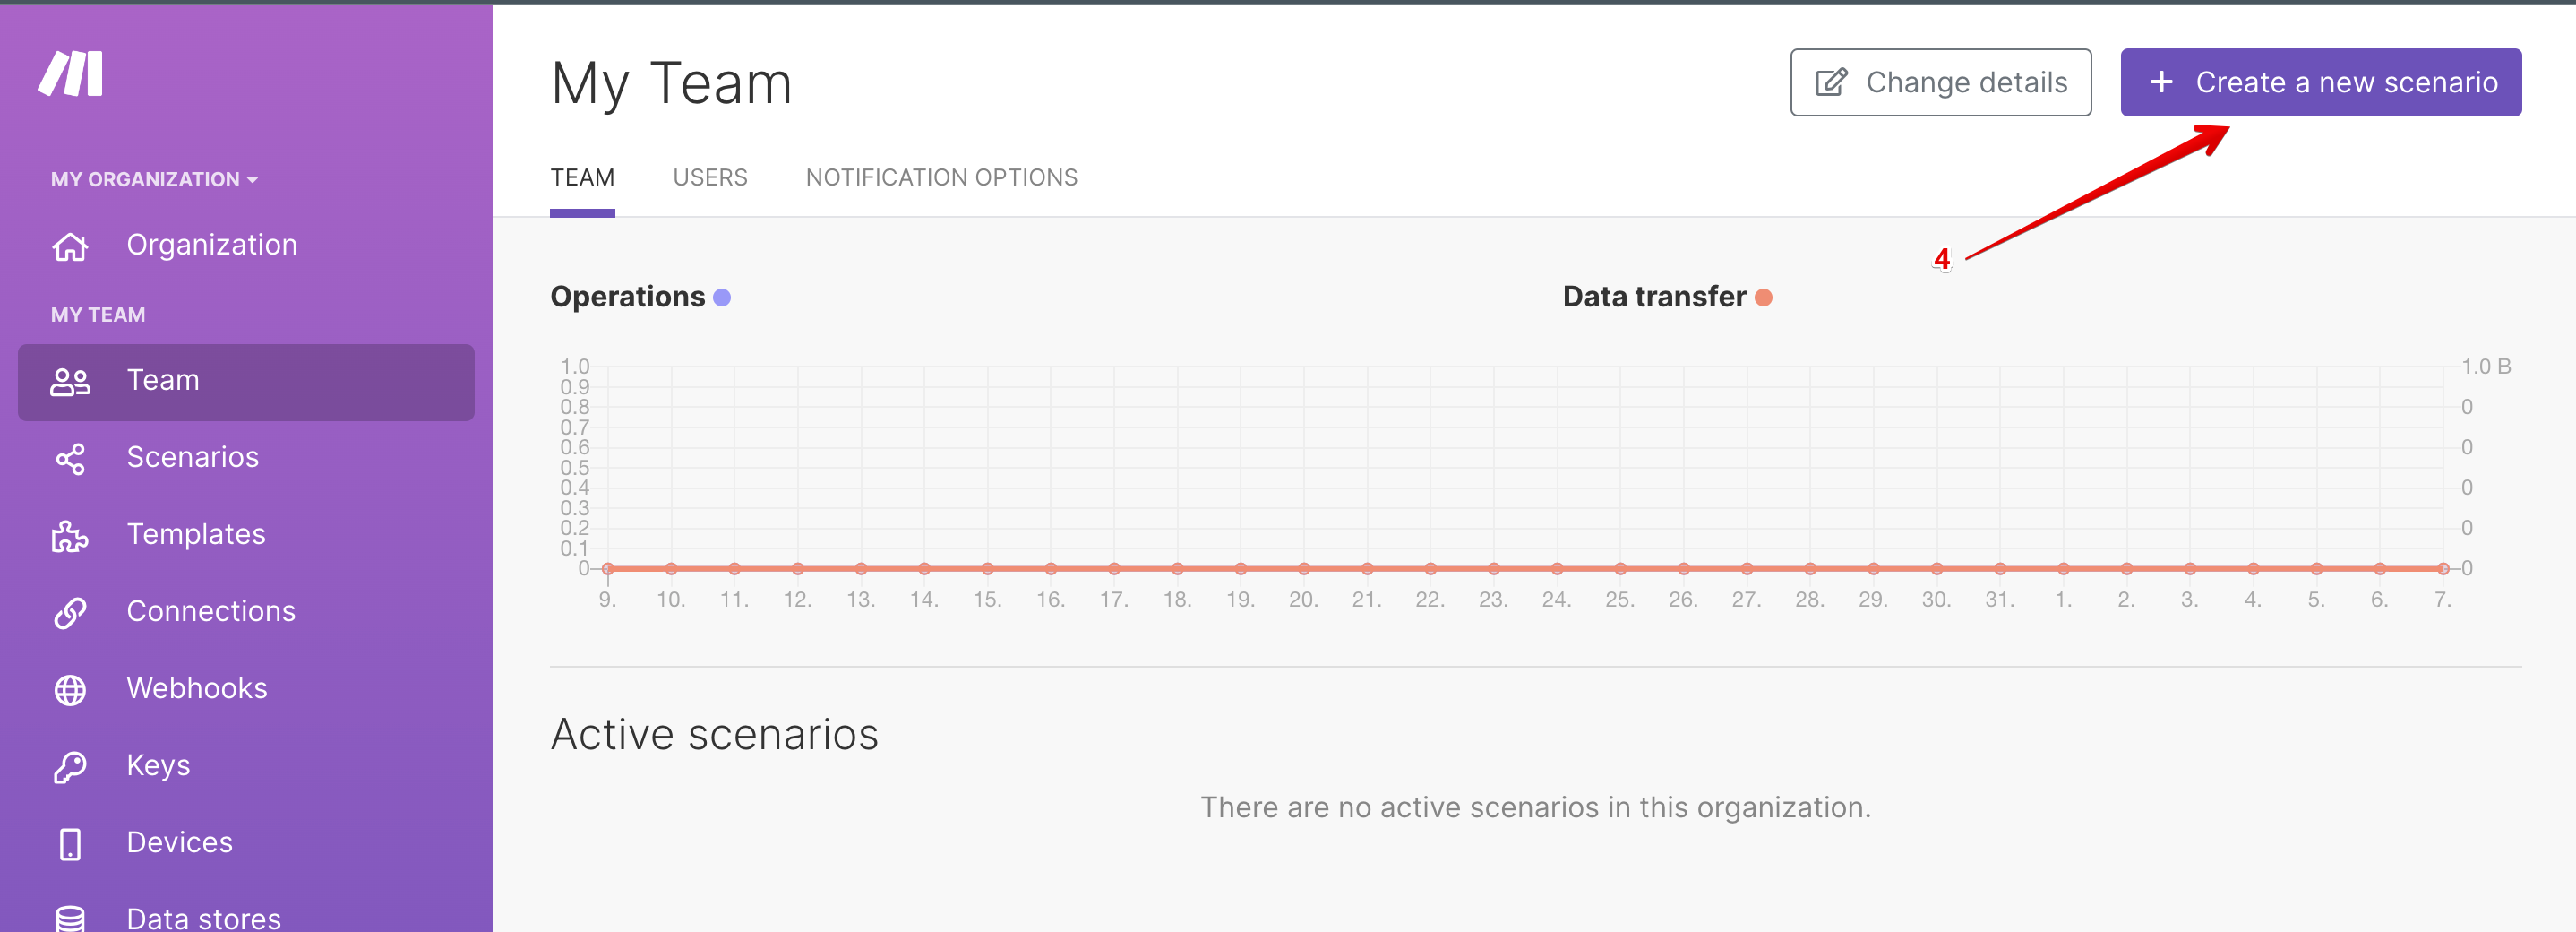 MY ORGANIZATION
Organization
MY TEAM
Team
Scenarios
Templates
Connections
Webhooks
Keys
Devices
Data stores
My Team
Change details
+ Create a new scenario
TEAM USERS NOTIFICATION OPTIONS
4
Operations
Data transfer
1.0
0.9
0.8
0.7
0.6
0.5
0.4
0.3
0.2
0.1
0
1.0 B
0
0
0
0
0
9. 10. 11. 12. 13. 14. 15. 16. 17. 18. 19. 20. 21. 22. 23. 24. 25. 26. 27. 28. 29. 30. 31. 1. 2. 3. 4. 5. 6. 7.
Active scenarios
There are no active scenarios in this organization.